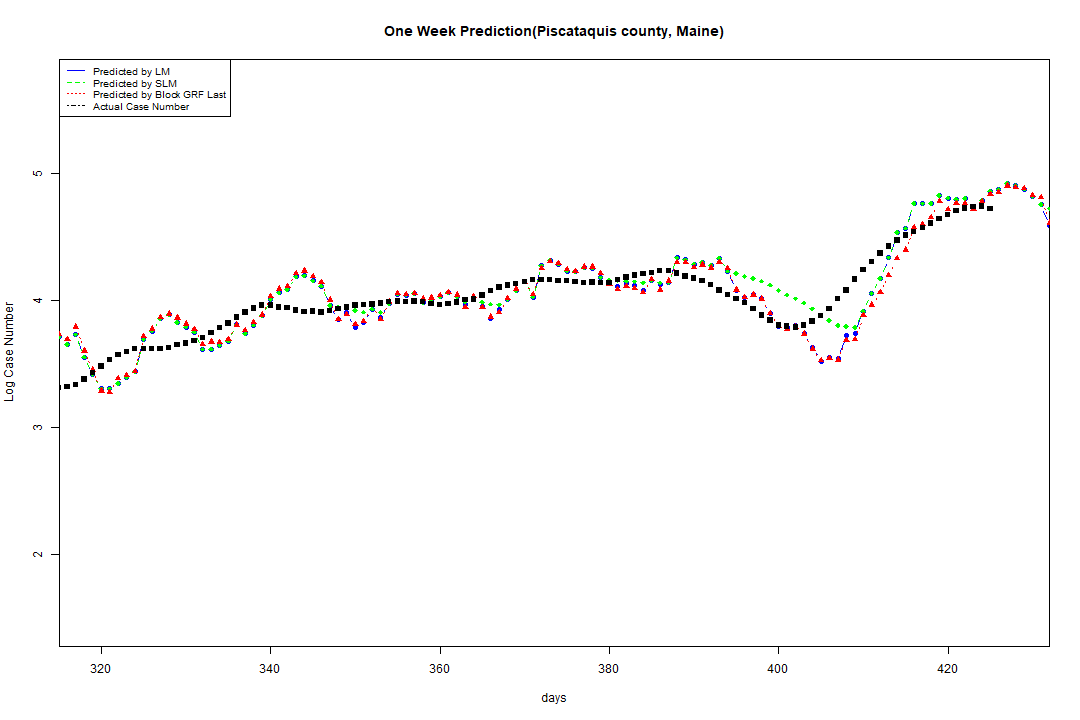 One Week Prediction(Piscataquis county, Maine)
Predicted by LM
Predicted by SLM
Predicted by Block GRF Last
Actual Case Number
5
4
3
2
Log Case Number
320 340 360 380 400 420
days